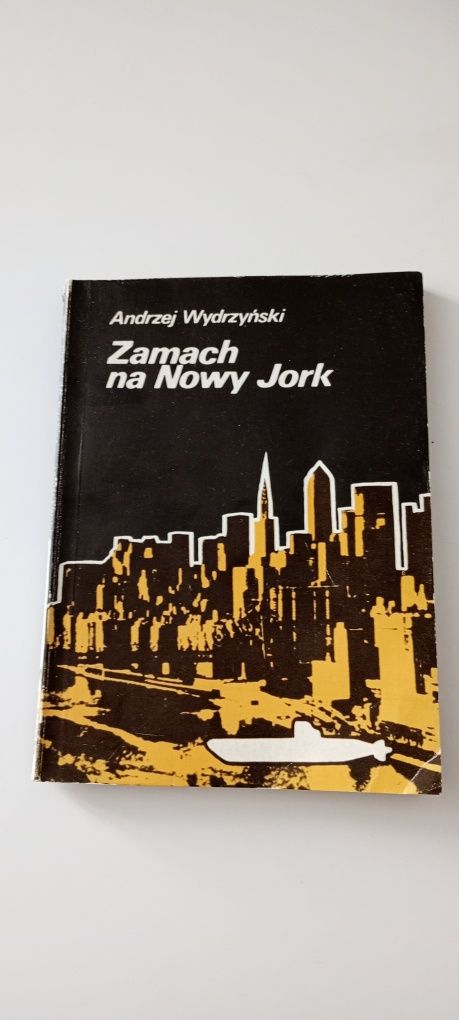 Andrzej Wydrzyński
Zamach
na Nowy Jork